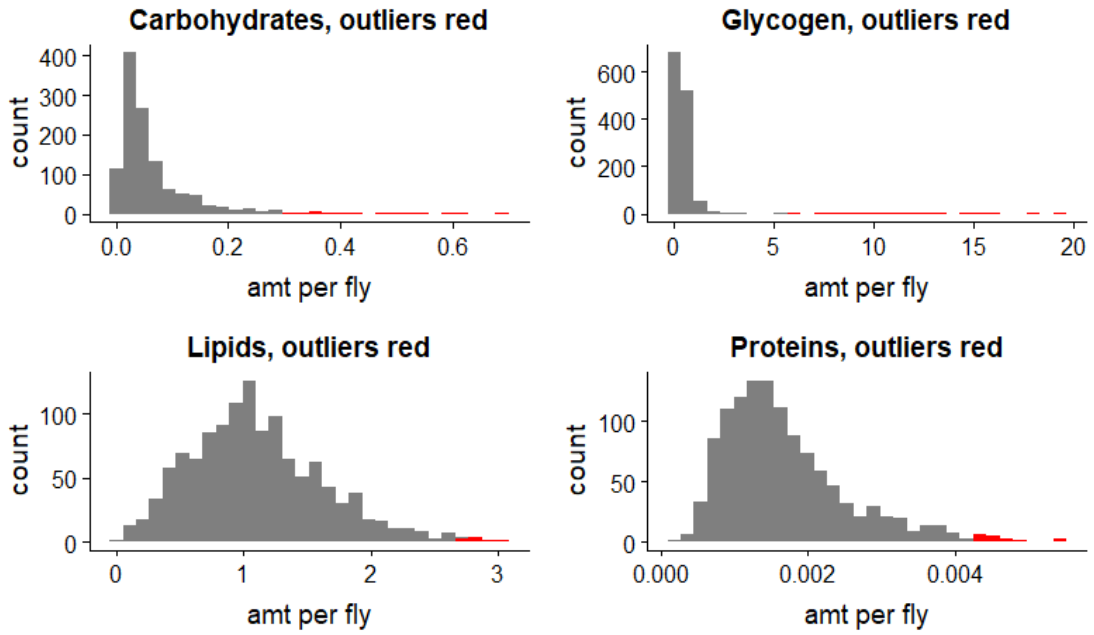 Carbohydrates, outliers red
count
400
300
200
100
0
0.0 0.2 0.4 0.6
amt per fly
Glycogen, outliers red
count
600
400
200
0
0 5 10 15 20
amt per fly
Lipids, outliers red
count
100
50
0
0 1 2 3
amt per fly
Proteins, outliers red
count
100
50
0
0.000 0.002 0.004
amt per fly